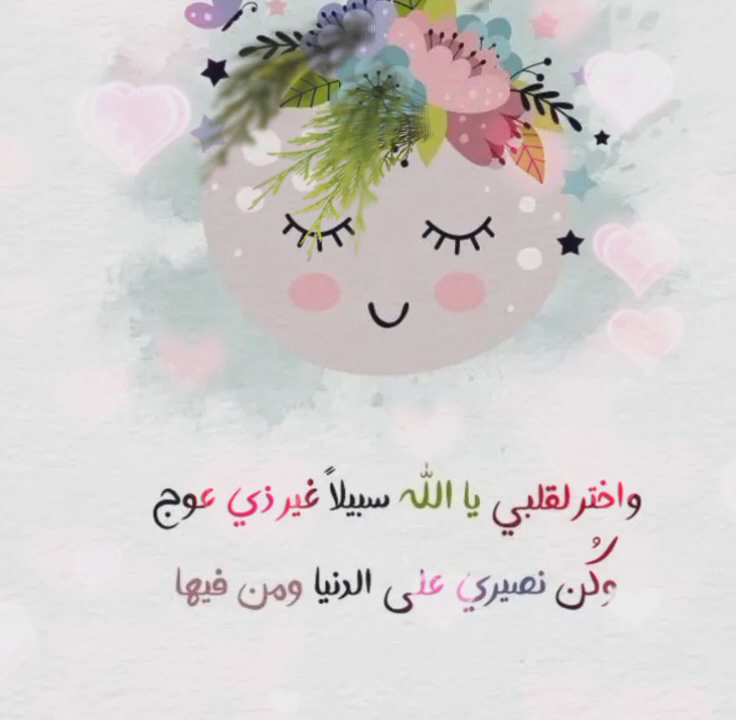 واختر لقلبي يا الله سبيلاً غير ذي عوج
وكُن نصيري على الدنيا ومن فيها